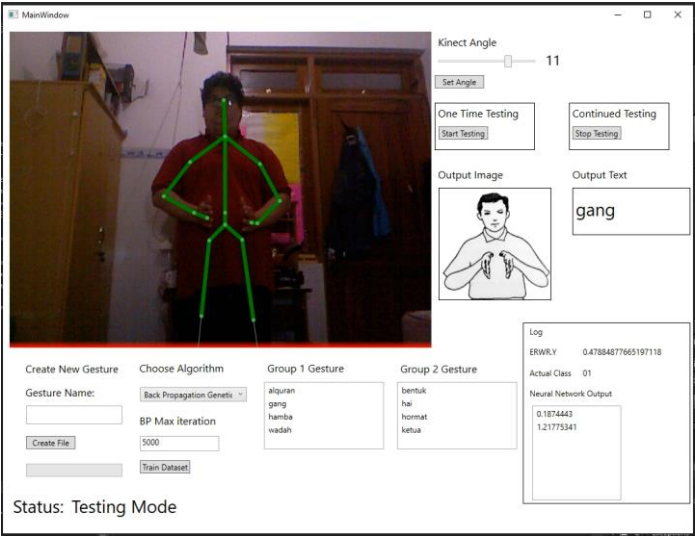 MainWindow
Kinect Angle
11
Set Angle
One Time Testing
Start Testing
Continued Testing
Stop Testing
Output Image
Output Text
gang
Log
ERWR.Y 0.47884877665197118
Actual Class 01
Neural Network Output
0.1874443
1.21775341
Create New Gesture
Gesture Name:
Create File
Choose Algorithm
Back Propagation Genetic
BP Max iteration
5000
Train Dataset
Group 1 Gesture
alquran
gang
hamba
wadah
Group 2 Gesture
bentuk
hai
hormat
ketua
Status: Testing Mode